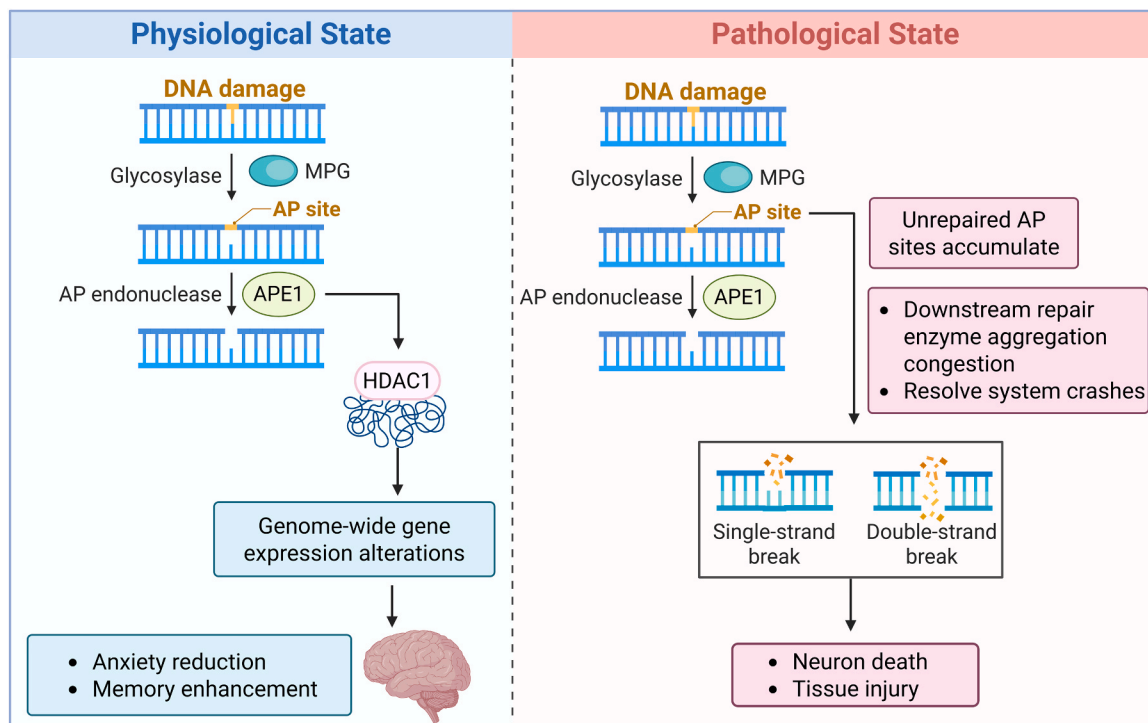 Physiological State
DNA damage
Glycosylase
MPG
AP site
AP endonuclease
APE1
HDAC1
Genome-wide gene
expression alterations
• Anxiety reduction
• Memory enhancement
Pathological State
DNA damage
Glycosylase
MPG
AP site
AP endonuclease
APE1
Unrepaired AP
sites accumulate
• Downstream repair
enzyme aggregation
congestion
• Resolve system crashes
Single-strand
break
Double-strand
break
• Neuron death
• Tissue injury